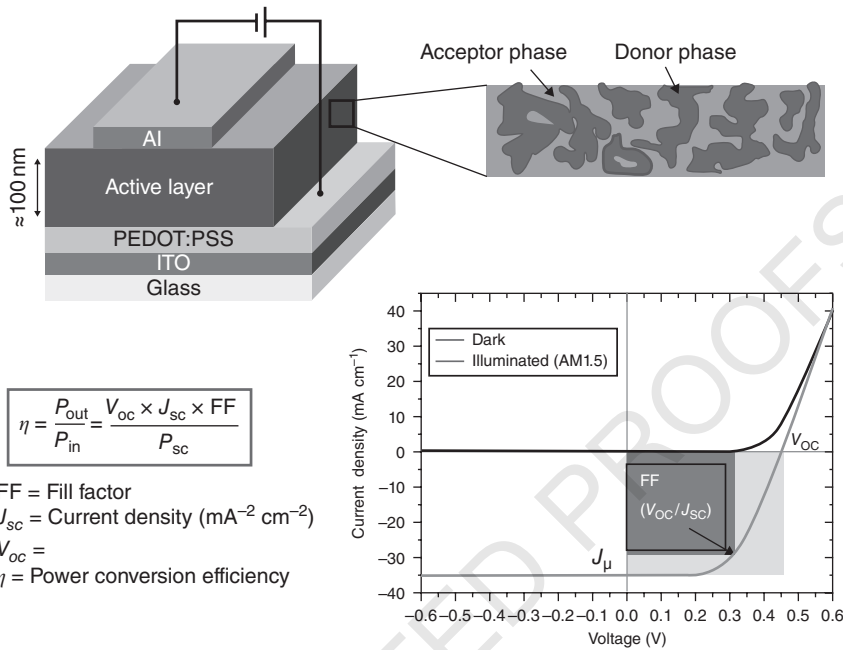 Acceptor phase
Donor phase
Al
Active layer
≈100 nm
PEDOT:PSS
ITO
Glass
η = P_out / P_in = V_oc × J_sc × FF / P_sc
FF = Fill factor
J_sc = Current density (mA⁻² cm⁻²)
V_oc =
η = Power conversion efficiency
Dark
Illuminated (AM1.5)
V_OC
FF
(V_OC/J_SC)
J_μ
Current density (mA cm⁻¹)
40
30
20
10
0
−10
−20
−30
−40
−0.6 −0.5 −0.4 −0.3 −0.2 −0.1 0.0 0.1 0.2 0.3 0.4 0.5 0.6
Voltage (V)
TED PROOFS